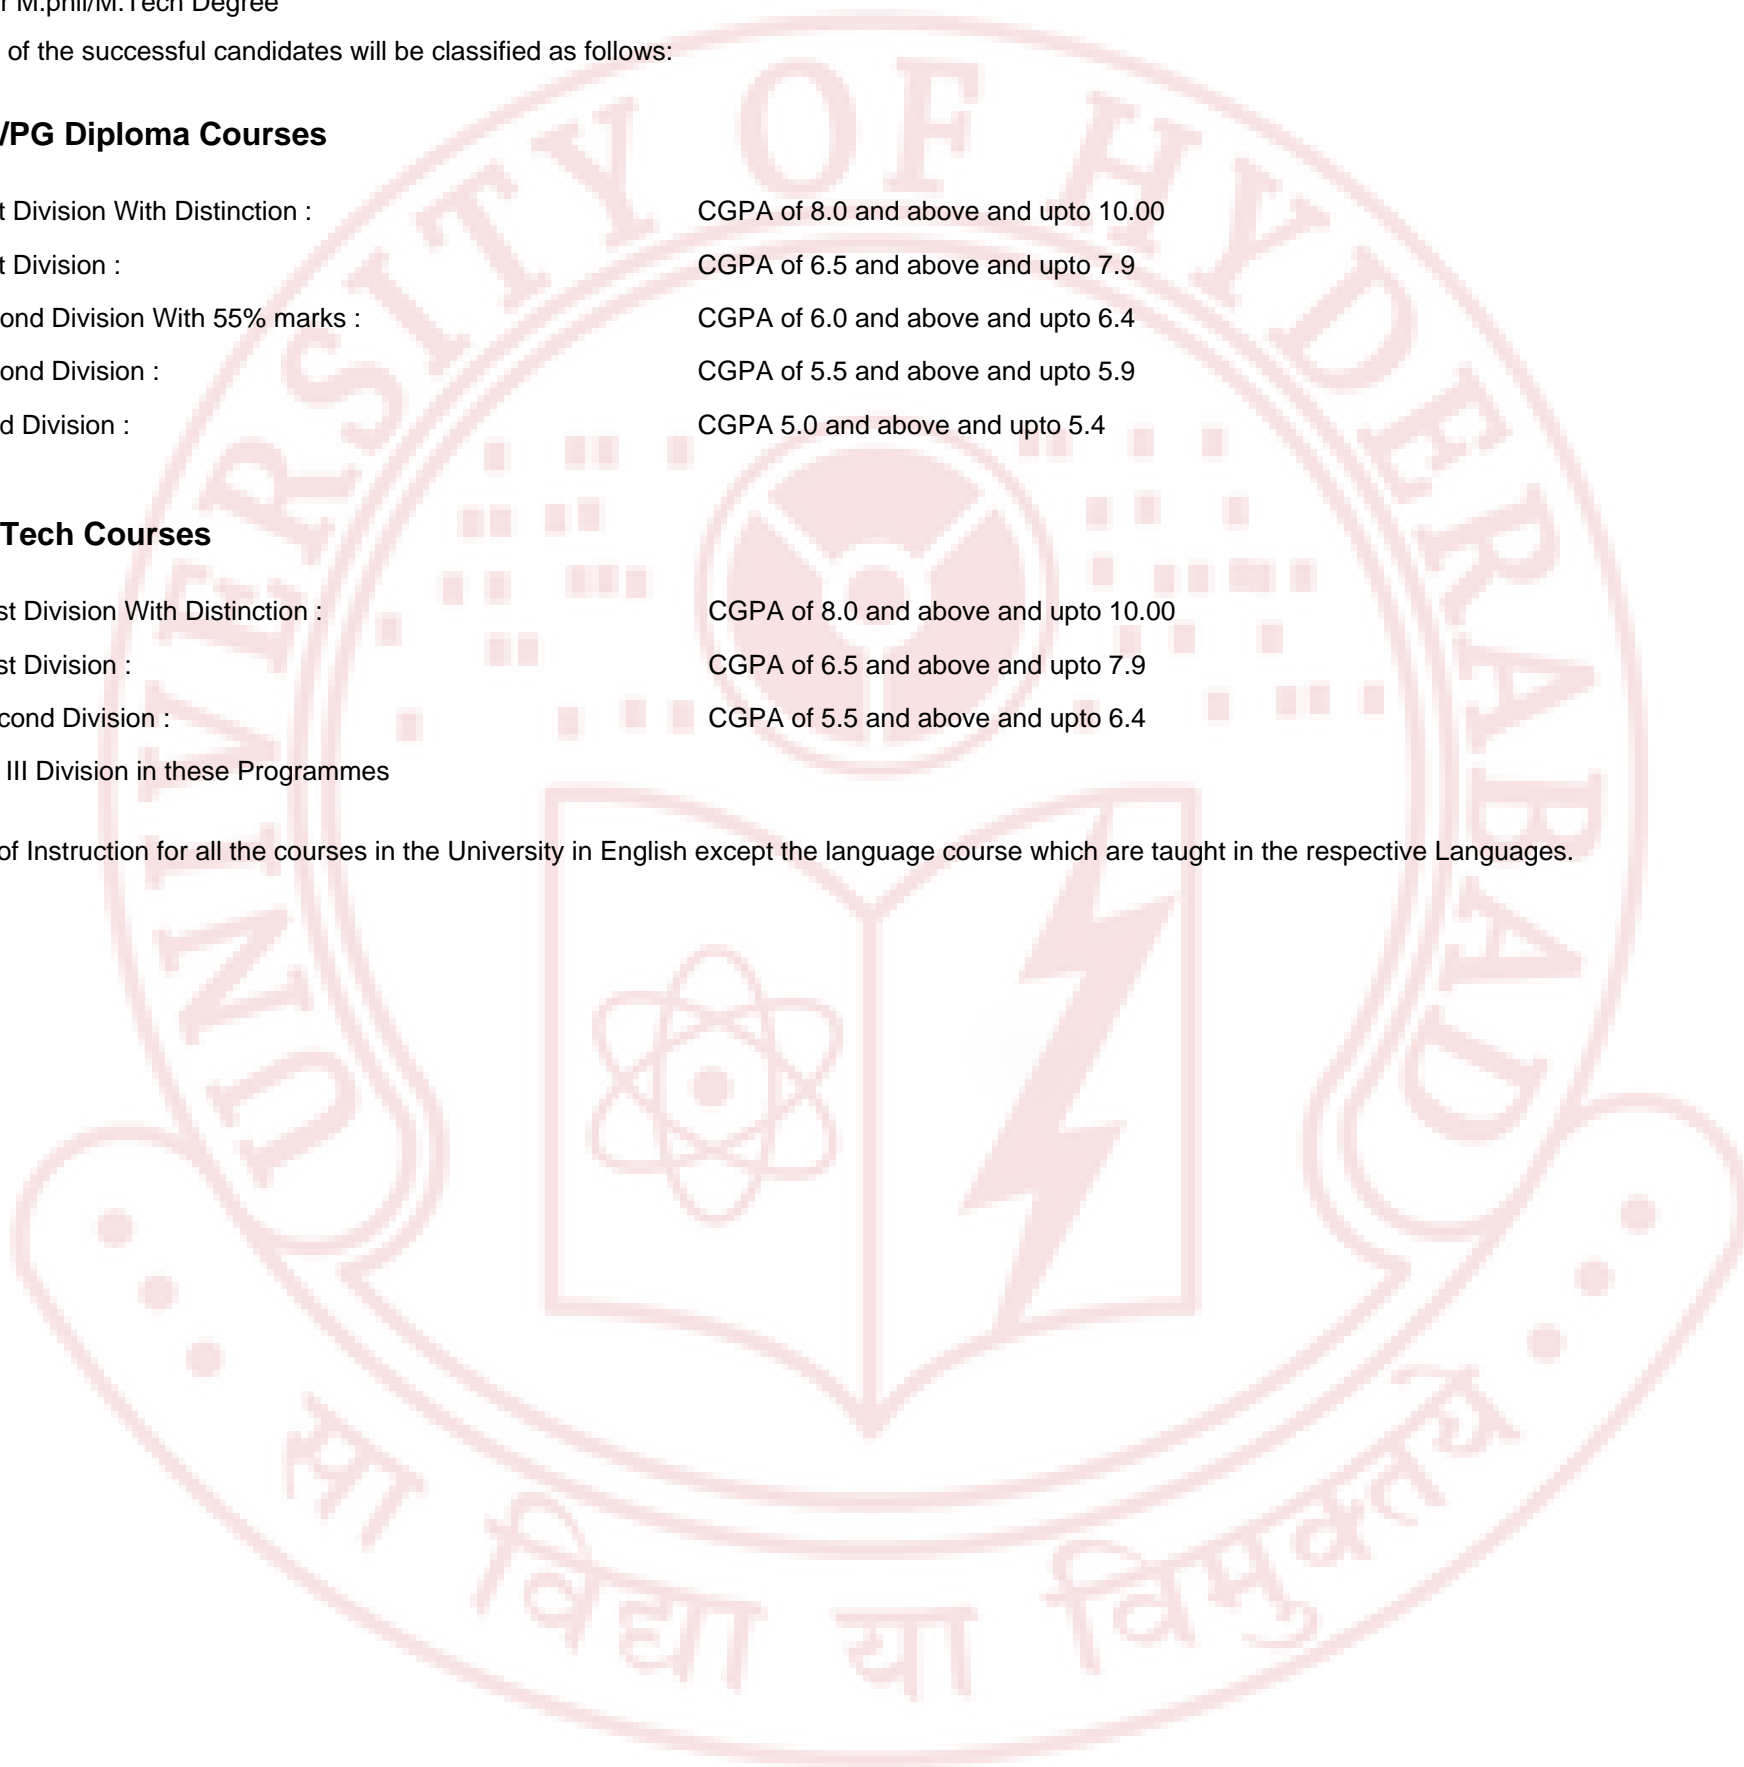 r M.phil/M.Tech Degree
of the successful candidates will be classified as follows:
/PG Diploma Courses
t Division With Distinction : CGPA of 8.0 and above and upto 10.00
t Division : CGPA of 6.5 and above and upto 7.9
ond Division With 55% marks : CGPA of 6.0 and above and upto 6.4
ond Division : CGPA of 5.5 and above and upto 5.9
d Division : CGPA 5.0 and above and upto 5.4
Tech Courses
st Division With Distinction : CGPA of 8.0 and above and upto 10.00
st Division : CGPA of 6.5 and above and upto 7.9
cond Division : CGPA of 5.5 and above and upto 6.4
III Division in these Programmes
of Instruction for all the courses in the University in English except the language course which are taught in the respective Languages.
UNIVERSITY OF HYDERABAD
सा विद्या या विमुक्तये